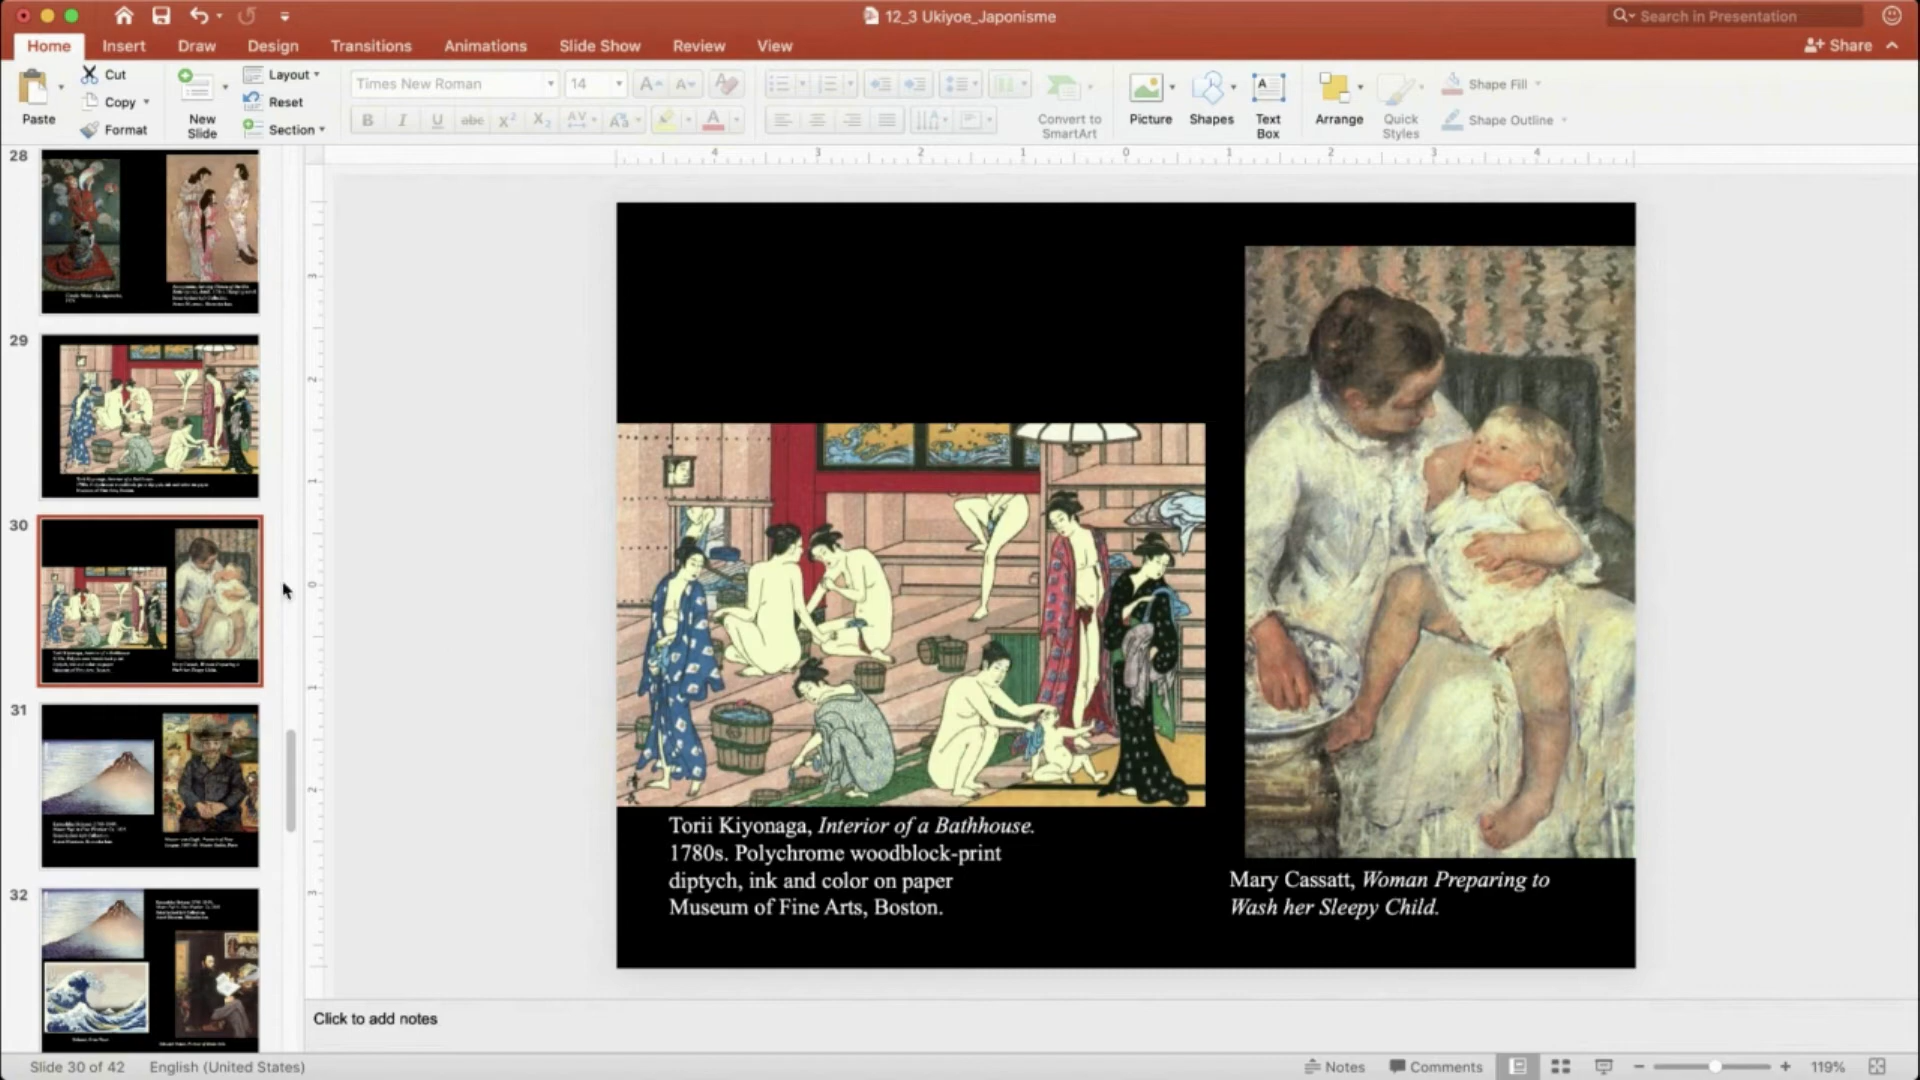 12_3 Ukiyoe_Japonisme
Search in Presentation
Home Insert Draw Design Transitions Animations Slide Show Review View
Share
Paste
Cut
Copy
Format
New Slide
Layout
Reset
Section
Times New Roman 14
Convert to SmartArt
Picture
Shapes
Text Box
Arrange
Quick Styles
Shape Fill
Shape Outline
28
29
30
31
32
Torii Kiyonaga, Interior of a Bathhouse.
1780s. Polychrome woodblock-print
diptych, ink and color on paper
Museum of Fine Arts, Boston.
Mary Cassatt, Woman Preparing to
Wash her Sleepy Child.
Click to add notes
Slide 30 of 42 English (United States)
Notes Comments 119%